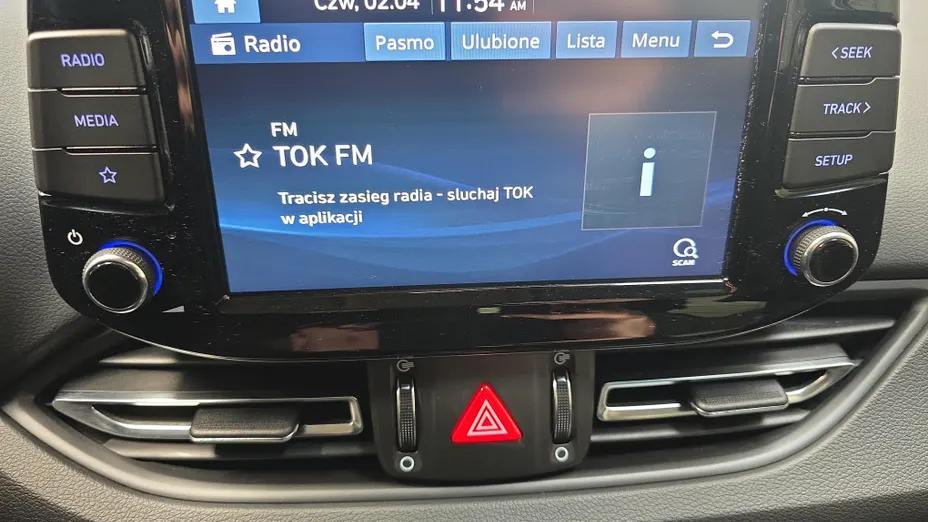 Czw, 02.04 11:54 AM
Radio Pasmo Ulubione Lista Menu
RADIO
MEDIA
< SEEK
TRACK >
SETUP
FM
TOK FM
Tracisz zasieg radia - sluchaj TOK
w aplikacji
i
SCAN